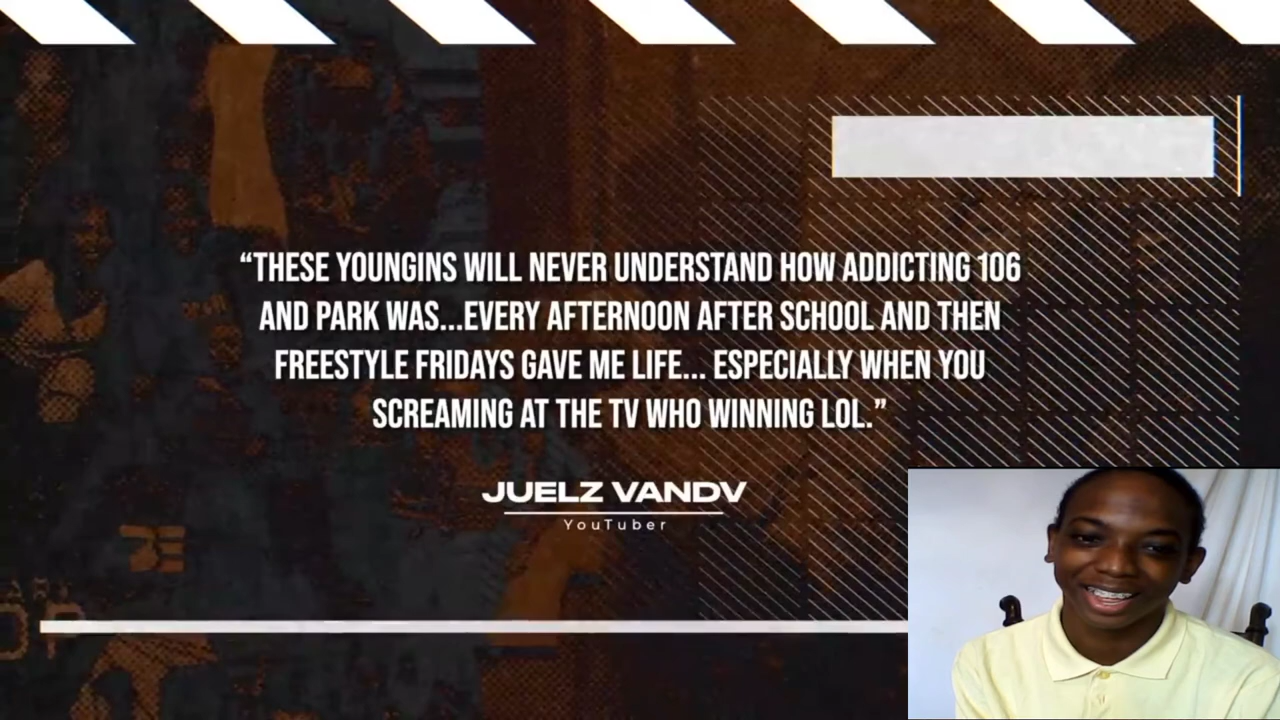 “THESE YOUNGINS WILL NEVER UNDERSTAND HOW ADDICTING 106
AND PARK WAS...EVERY AFTERNOON AFTER SCHOOL AND THEN
FREESTYLE FRIDAYS GAVE ME LIFE... ESPECIALLY WHEN YOU
SCREAMING AT THE TV WHO WINNING LOL.”
JUELZ VANDV
YouTuber